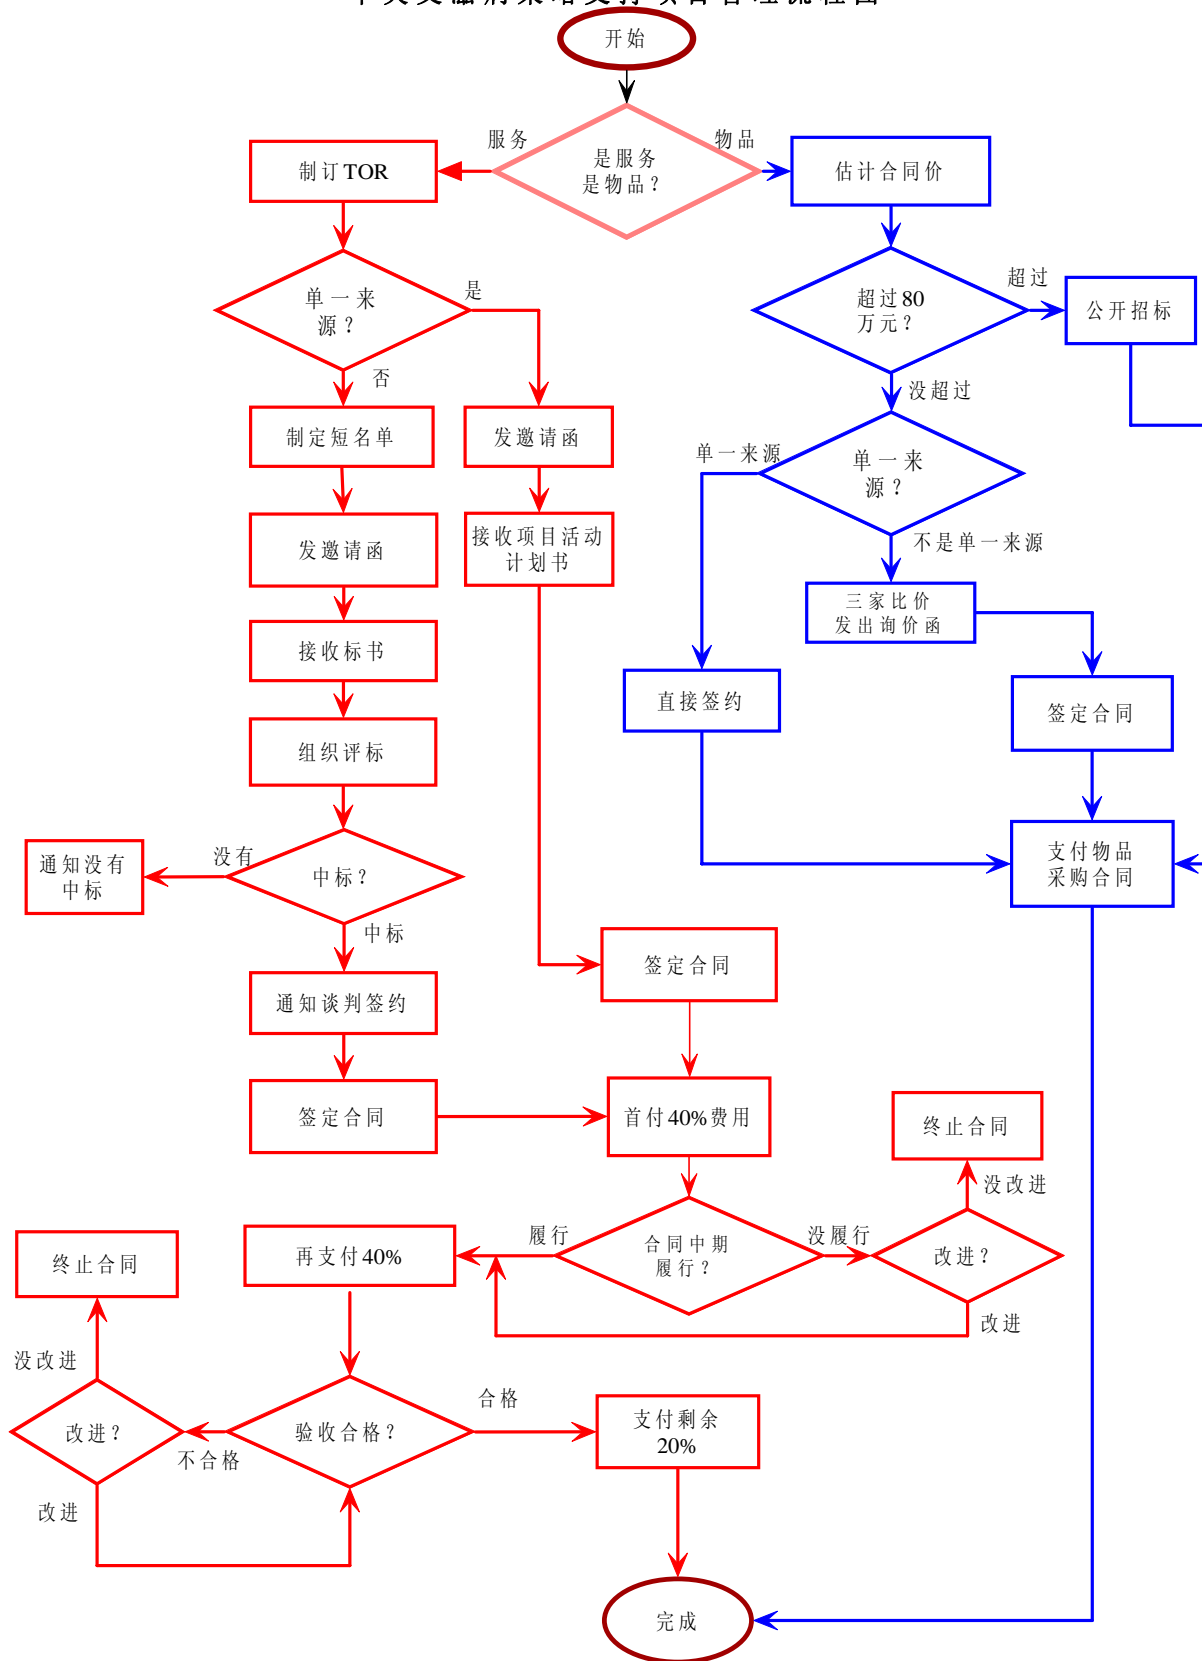 开始
服务
物品
是服务
是物品？
制订TOR
估计合同价
单一来
源？
是
否
超过80
万元？
超过
公开招标
没超过
制定短名单
发邀请函
单一来源
单一来
源？
不是单一来源
发邀请函
接收项目活动
计划书
三家比价
发出询价函
接收标书
直接签约
签定合同
组织评标
通知没有
中标
没有
中标？
中标
支付物品
采购合同
签定合同
通知谈判签约
签定合同
首付40%费用
终止合同
没改进
履行
合同中期
履行？
没履行
改进？
改进
再支付40%
终止合同
没改进
改进？
不合格
验收合格？
合格
支付剩余
20%
改进
完成